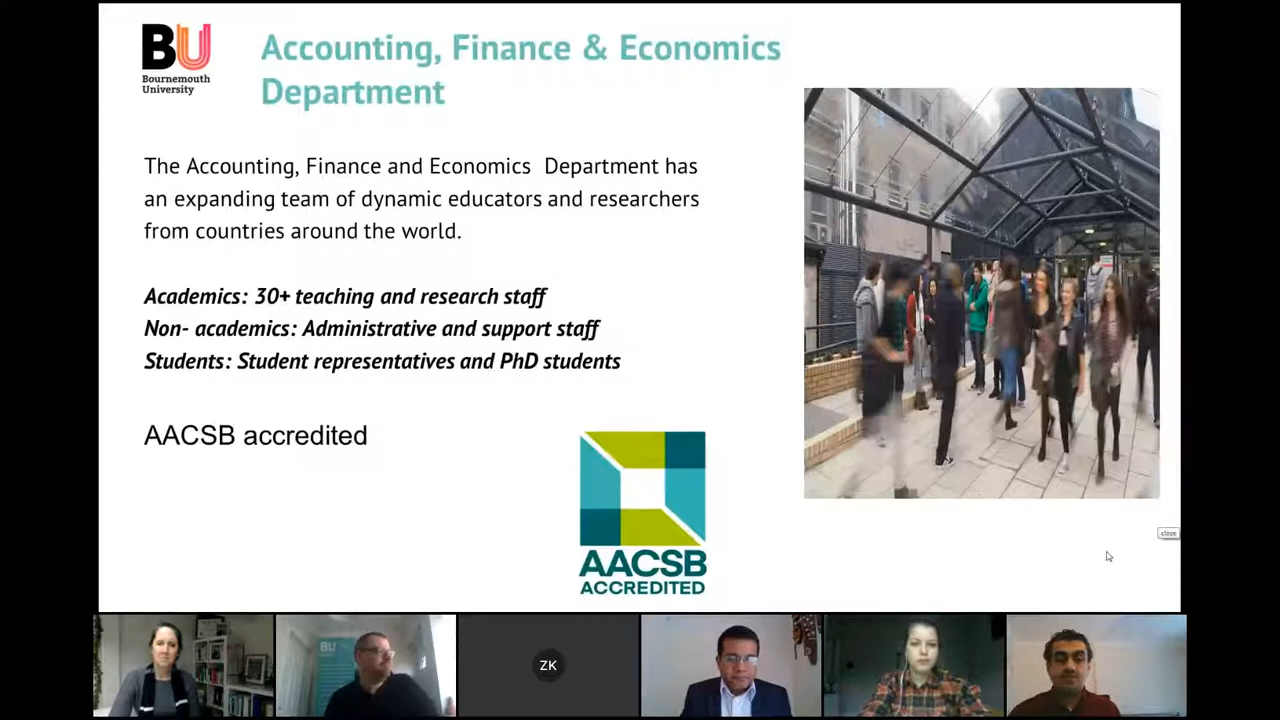 BU
Bournemouth
University
Accounting, Finance & Economics
Department
The Accounting, Finance and Economics Department has
an expanding team of dynamic educators and researchers
from countries around the world.
Academics: 30+ teaching and research staff
Non- academics: Administrative and support staff
Students: Student representatives and PhD students
AACSB accredited
AACSB
ACCREDITED
close
BU
ZK